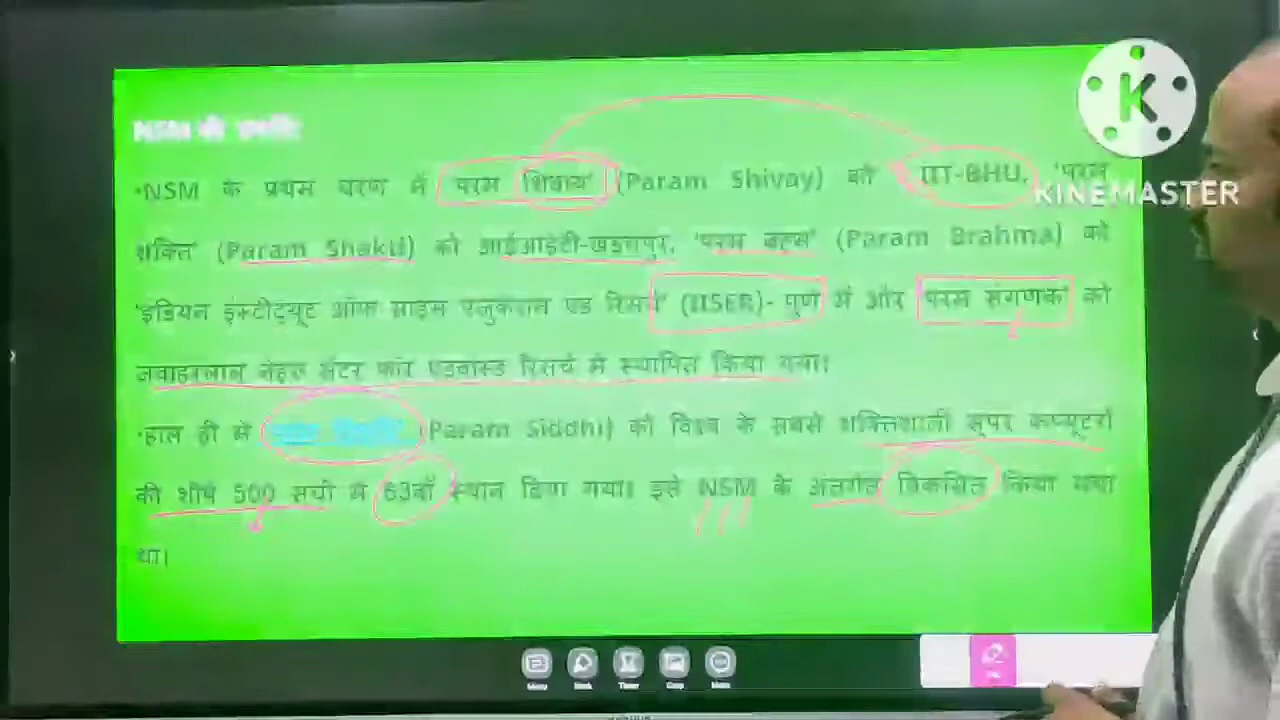 NSM की प्रगति:
•NSM के प्रथम चरण में 'परम शिवाय' (Param Shivay) को IIT-BHU, 'परम
शक्ति' (Param Shakti) को आईआईटी-खड़गपुर, 'परम ब्रह्म' (Param Brahma) को
'इंडियन इंस्टीट्यूट ऑफ साइंस एजुकेशन एंड रिसर्च' (IISER)- पुणे में और 'परम संगणक' को
जवाहरलाल नेहरू सेंटर फॉर एडवांस्ड रिसर्च में स्थापित किया गया।
•हाल ही में (Param Siddhi) को विश्व के सबसे शक्तिशाली सुपर कंप्यूटरों
की शीर्ष 500 सूची में 63वाँ स्थान दिया गया। इसे NSM के अंतर्गत विकसित किया गया
था।
KINEMASTER
K
Menu
Timer